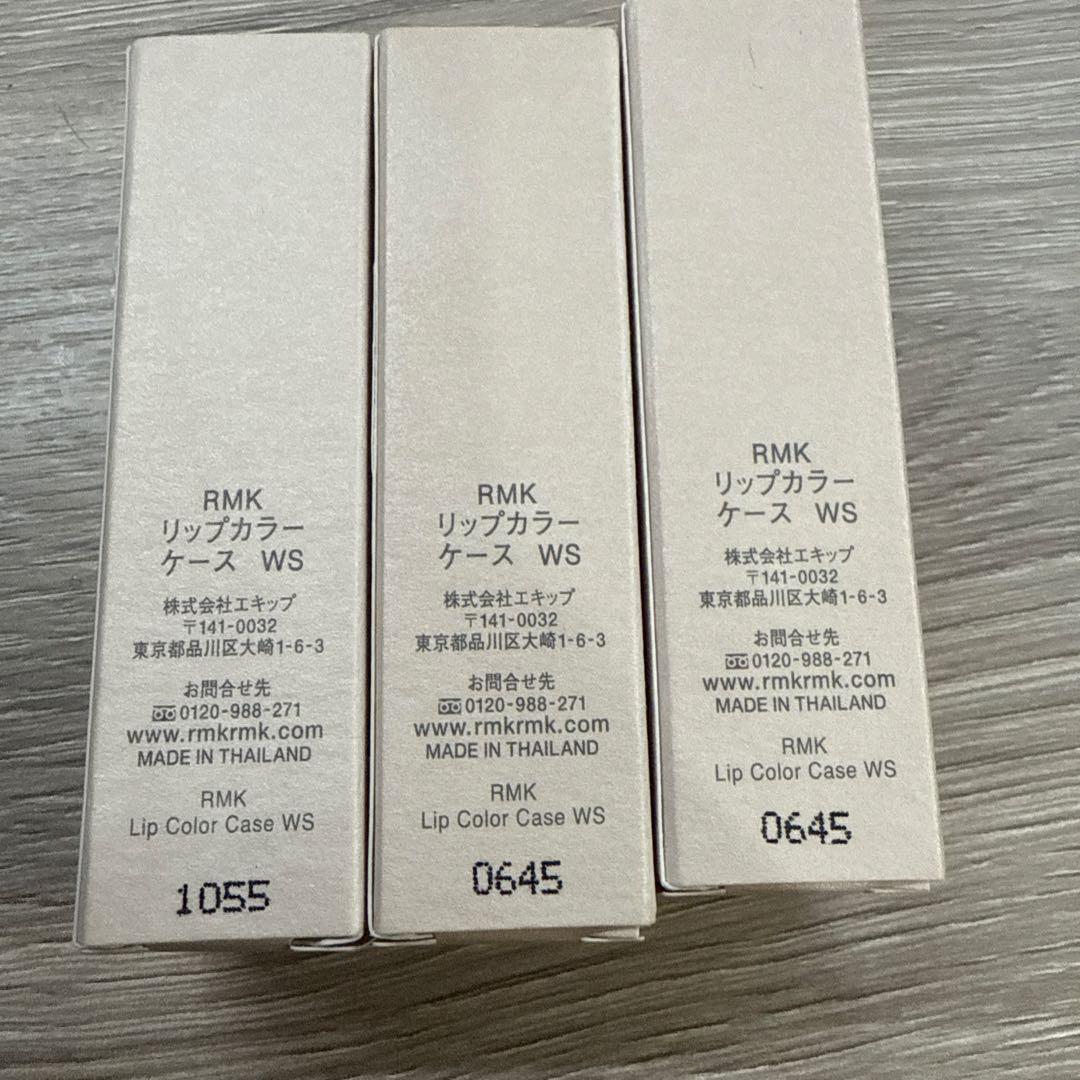 RMK
リップカラー
ケース WS
株式会社エキップ
〒141-0032
東京都品川区大崎1-6-3
お問合せ先
0120-988-271
www.rmkrmk.com
MADE IN THAILAND
RMK
Lip Color Case WS
1055
RMK
リップカラー
ケース WS
株式会社エキップ
〒141-0032
東京都品川区大崎1-6-3
お問合せ先
0120-988-271
www.rmkrmk.com
MADE IN THAILAND
RMK
Lip Color Case WS
0645
RMK
リップカラー
ケース WS
株式会社エキップ
〒141-0032
東京都品川区大崎1-6-3
お問合せ先
0120-988-271
www.rmkrmk.com
MADE IN THAILAND
RMK
Lip Color Case WS
0645